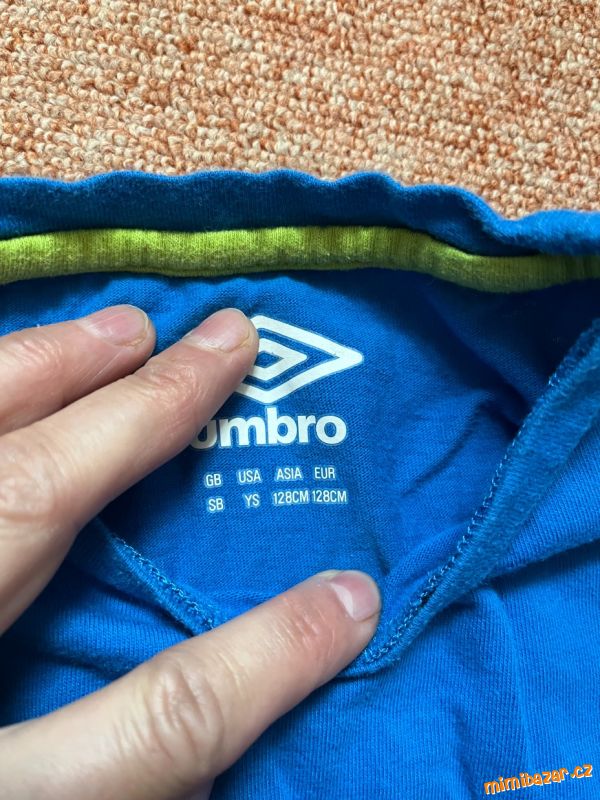 umbro
GB USA ASIA EUR
SB YS 128CM 128CM
mimibazar.cz